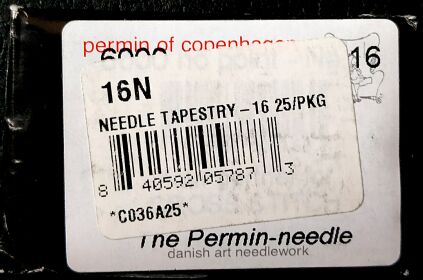 permin of copenhagen
16
16N
NEEDLE TAPESTRY-16 25/PKG
8 40592 05787 3
*C036A25*
The Permin-needle
danish art needlework